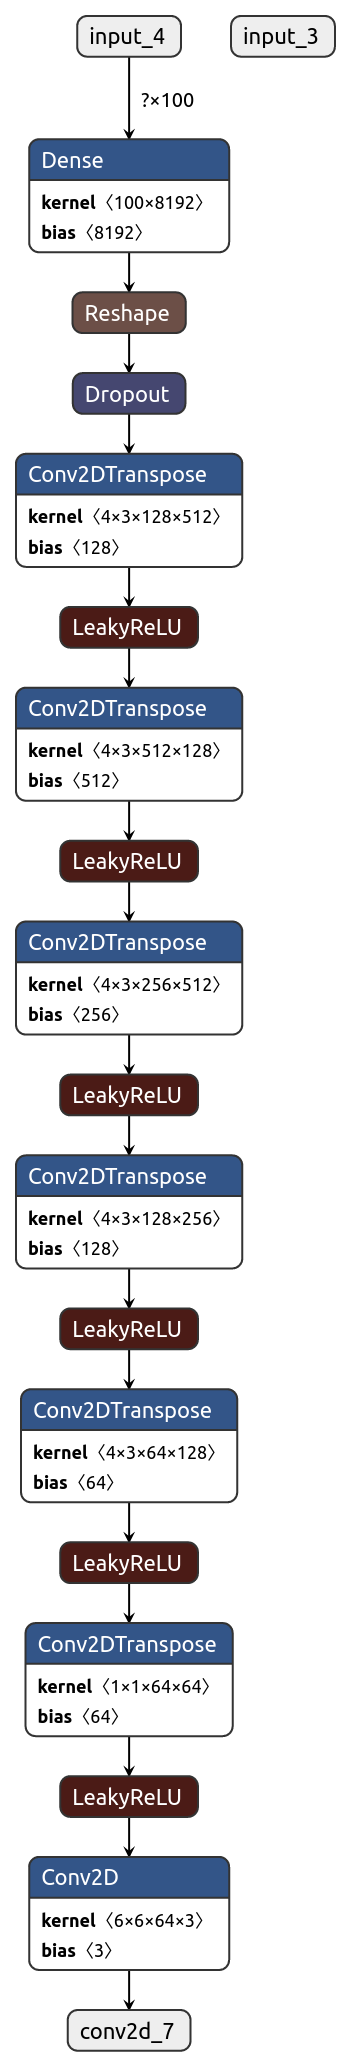 input_4
input_3
?×100
Dense
kernel〈100×8192〉
bias〈8192〉
Reshape
Dropout
Conv2DTranspose
kernel〈4×3×128×512〉
bias〈128〉
LeakyReLU
Conv2DTranspose
kernel〈4×3×512×128〉
bias〈512〉
LeakyReLU
Conv2DTranspose
kernel〈4×3×256×512〉
bias〈256〉
LeakyReLU
Conv2DTranspose
kernel〈4×3×128×256〉
bias〈128〉
LeakyReLU
Conv2DTranspose
kernel〈4×3×64×128〉
bias〈64〉
LeakyReLU
Conv2DTranspose
kernel〈1×1×64×64〉
bias〈64〉
LeakyReLU
Conv2D
kernel〈6×6×64×3〉
bias〈3〉
conv2d_7